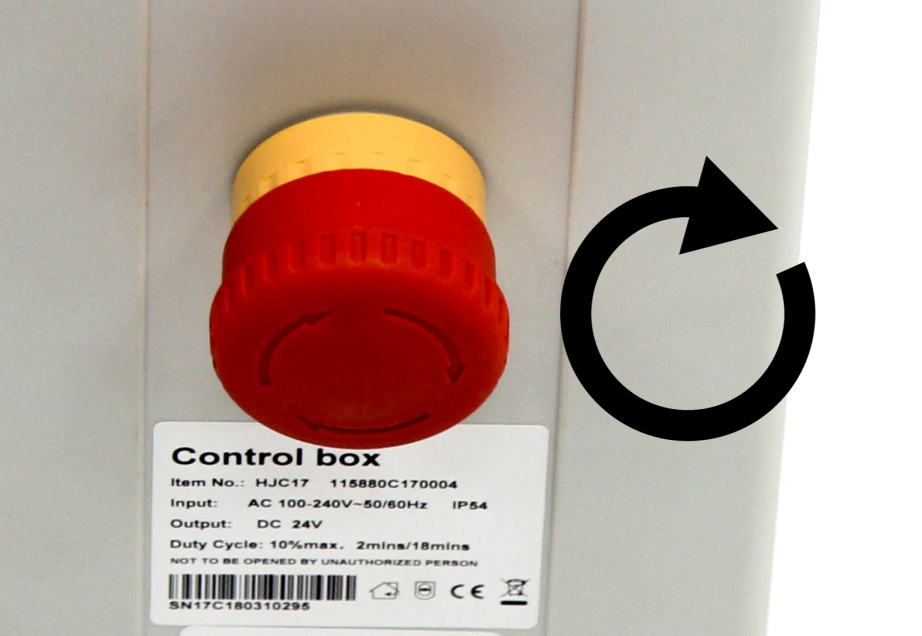 Control box
Item No.: HJC17 115880C170004
Input: AC 100-240V~50/60Hz IP54
Output: DC 24V
Duty Cycle: 10%max. 2mins/18mins
NOT TO BE OPENED BY UNAUTHORIZED PERSON
SN17C180310295
CE